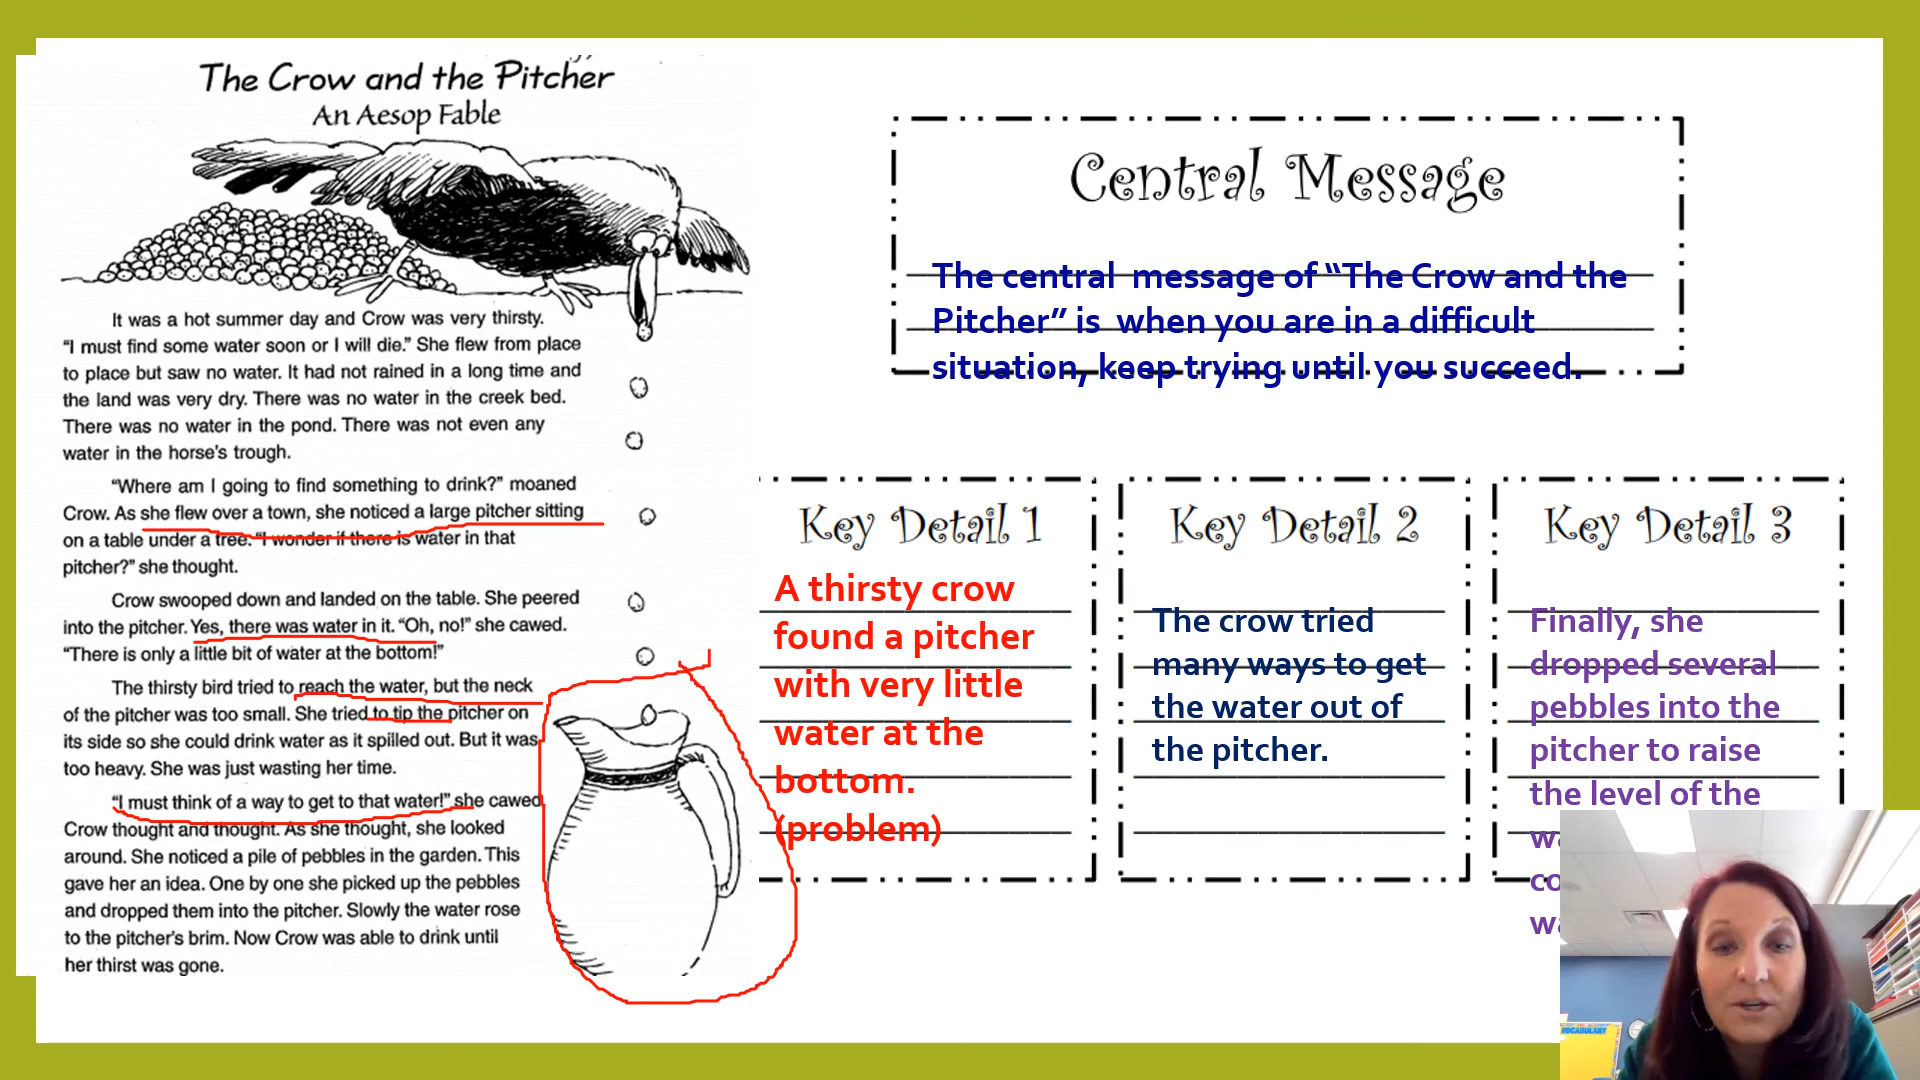 The Crow and the Pitcher
An Aesop Fable
It was a hot summer day and Crow was very thirsty.
“I must find some water soon or I will die.” She flew from place
to place but saw no water. It had not rained in a long time and
the land was very dry. There was no water in the creek bed.
There was no water in the pond. There was not even any
water in the horse's trough.
“Where am I going to find something to drink?” moaned
Crow. As she flew over a town, she noticed a large pitcher sitting
on a table under a tree. “I wonder if there is water in that
pitcher?” she thought.
Crow swooped down and landed on the table. She peered
into the pitcher. Yes, there was water in it. “Oh, no!” she cawed.
“There is only a little bit of water at the bottom!”
The thirsty bird tried to reach the water, but the neck
of the pitcher was too small. She tried to tip the pitcher on
its side so she could drink water as it spilled out. But it was
too heavy. She was just wasting her time.
“I must think of a way to get to that water!” she cawed
Crow thought and thought. As she thought, she looked
around. She noticed a pile of pebbles in the garden. This
gave her an idea. One by one she picked up the pebbles
and dropped them into the pitcher. Slowly the water rose
to the pitcher's brim. Now Crow was able to drink until
her thirst was gone.
Central Message
The central message of “The Crow and the
Pitcher” is when you are in a difficult
situation, keep trying until you succeed.
Key Detail 1
A thirsty crow
found a pitcher
with very little
water at the
bottom.
(problem)
Key Detail 2
The crow tried
many ways to get
the water out of
the pitcher.
Key Detail 3
Finally, she
dropped several
pebbles into the
pitcher to raise
the level of the
VOCABULARY